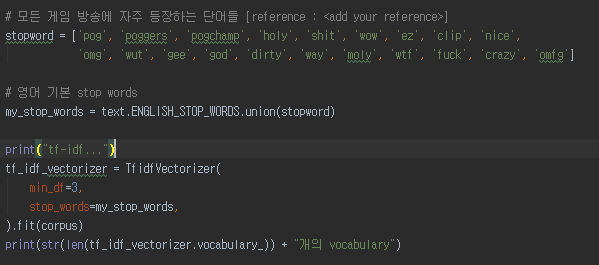 # 모든 게임 방송에 자주 등장하는 단어들 [reference : <add your reference>]
stopword = ['pog', 'poggers', 'pogchamp', 'holy', 'shit', 'wow', 'ez', 'clip', 'nice',
'omg', 'wut', 'gee', 'god', 'dirty', 'way', 'moly', 'wtf', 'fuck', 'crazy', 'omfg']
# 영어 기본 stop words
my_stop_words = text.ENGLISH_STOP_WORDS.union(stopword)
print("tf-idf...")
tf_idf_vectorizer = TfidfVectorizer(
min_df=3,
stop_words=my_stop_words,
).fit(corpus)
print(str(len(tf_idf_vectorizer.vocabulary_)) + "개의 vocabulary")